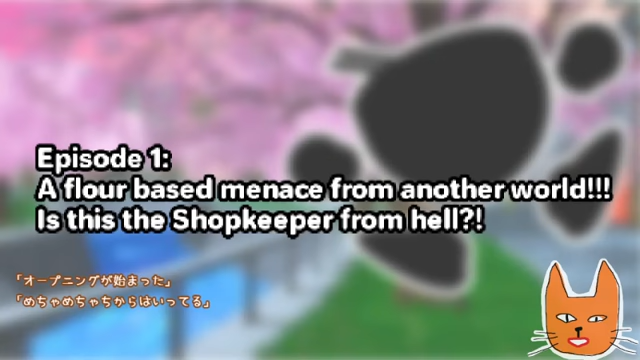 Episode 1:
A flour based menace from another world!!!
Is this the Shopkeeper from hell?!
「オープニングが始まった」
「めちゃめちゃちからはいってる」